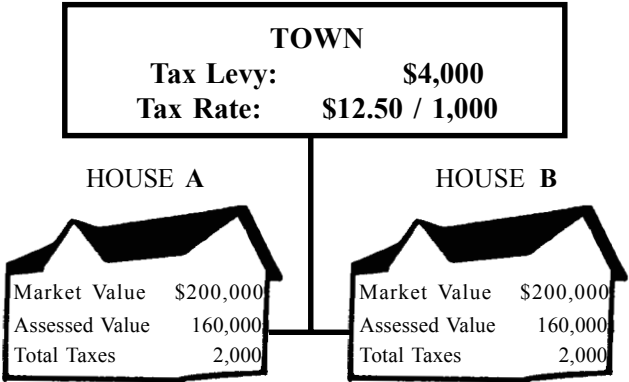 TOWN
Tax Levy: $4,000
Tax Rate: $12.50 / 1,000
HOUSE A
HOUSE B
Market Value $200,000
Assessed Value 160,000
Total Taxes 2,000
Market Value $200,000
Assessed Value 160,000
Total Taxes 2,000